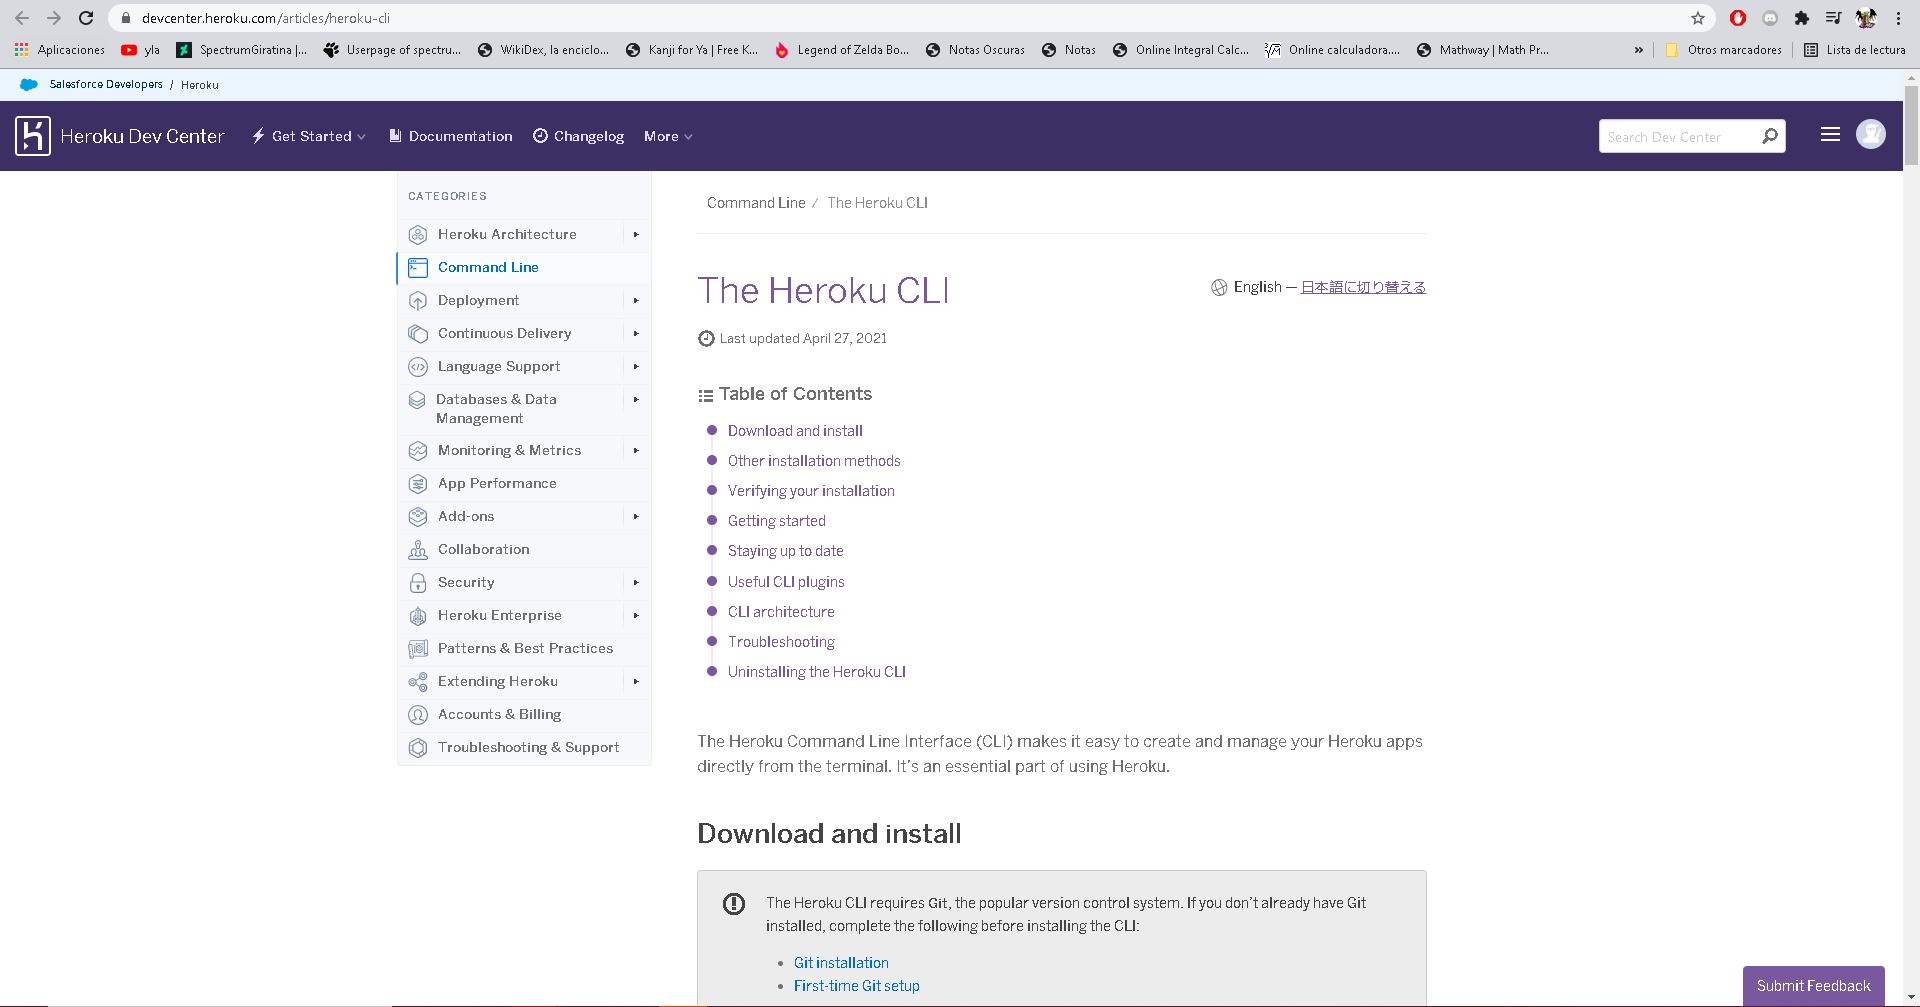 devcenter.heroku.com/articles/heroku-cli
Aplicaciones
yla
SpectrumGiratina |...
Userpage of spectru...
WikiDex, la enciclo...
Kanji for Ya | Free K...
Legend of Zelda Bo...
Notas Oscuras
Notas
Online Integral Calc...
Online calculadora....
Mathway | Math Pr...
»
Otros marcadores
Lista de lectura
Salesforce Developers / Heroku
Heroku Dev Center
Get Started
Documentation
Changelog
More
Search Dev Center
CATEGORIES
Heroku Architecture
Command Line
Deployment
Continuous Delivery
Language Support
Databases & Data
Management
Monitoring & Metrics
App Performance
Add-ons
Collaboration
Security
Heroku Enterprise
Patterns & Best Practices
Extending Heroku
Accounts & Billing
Troubleshooting & Support
Command Line / The Heroku CLI
The Heroku CLI
English — 日本語に切り替える
Last updated April 27, 2021
Table of Contents
Download and install
Other installation methods
Verifying your installation
Getting started
Staying up to date
Useful CLI plugins
CLI architecture
Troubleshooting
Uninstalling the Heroku CLI
The Heroku Command Line Interface (CLI) makes it easy to create and manage your Heroku apps
directly from the terminal. It's an essential part of using Heroku.
Download and install
The Heroku CLI requires Git, the popular version control system. If you don't already have Git
installed, complete the following before installing the CLI:
• Git installation
• First-time Git setup
Submit Feedback